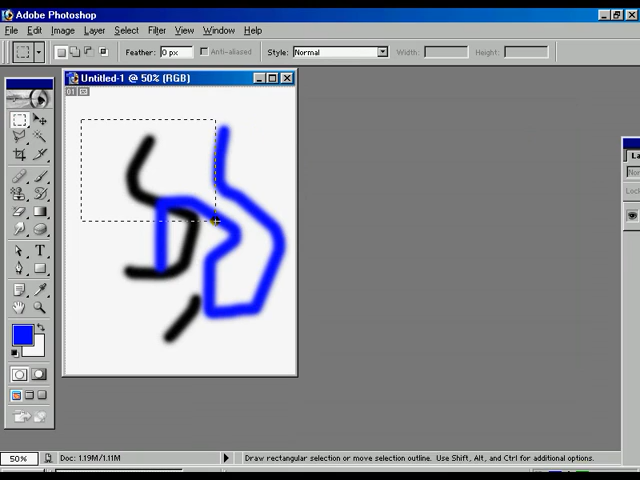 Adobe Photoshop
File Edit Image Layer Select Filter View Window Help
Feather: 0 px Anti-aliased Style: Normal Width: Height:
Untitled-1 @ 50% (RGB)
01
La
T
50% Doc: 1.19M/1.11M Draw rectangular selection or move selection outline. Use Shift, Alt, and Ctrl for additional options.